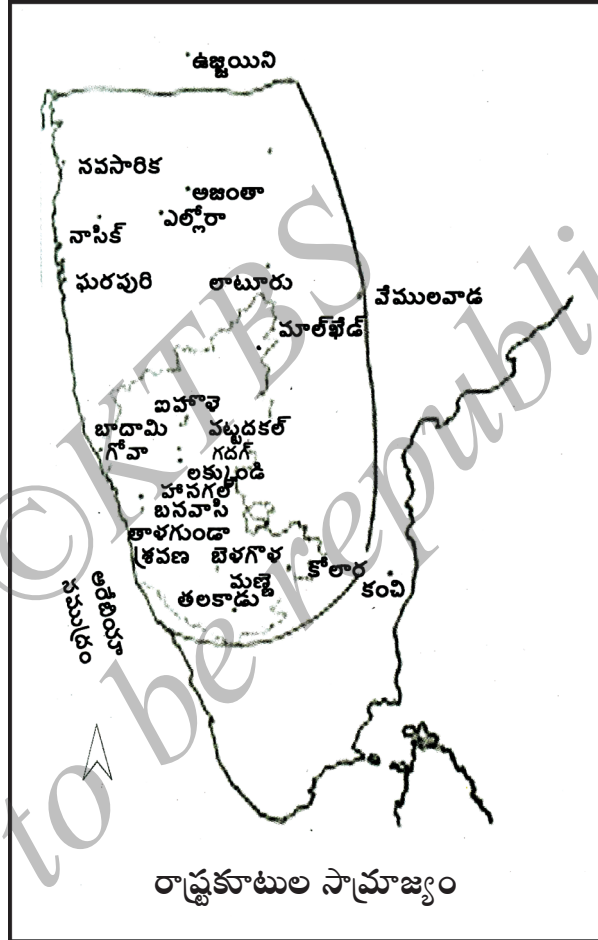 ఉజ్జయిని
నవసారిక
అజంతా
ఎల్లోరా
నాసిక్
ఘరపురి
లాటూరు
వేములవాడ
మాల్‌ఖేడ్
ఐహొళె
బాదామి
పట్టదకల్
గోవా
గదగ్
లక్కుండి
హానగల్
బనవాసి
తాళగుండా
శ్రవణ బెళగొళ
కోలార
మణ్ణె
కంచి
తలకాడు
అరేబియా
సముద్రం
©KTBS
to be republi
రాష్ట్రకూటుల సామ్రాజ్యం